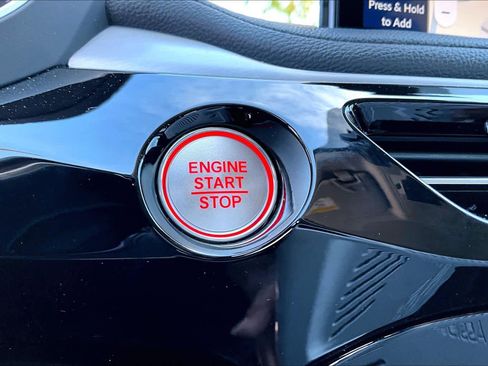 Press & Hold
to Add
ENGINE
START
STOP